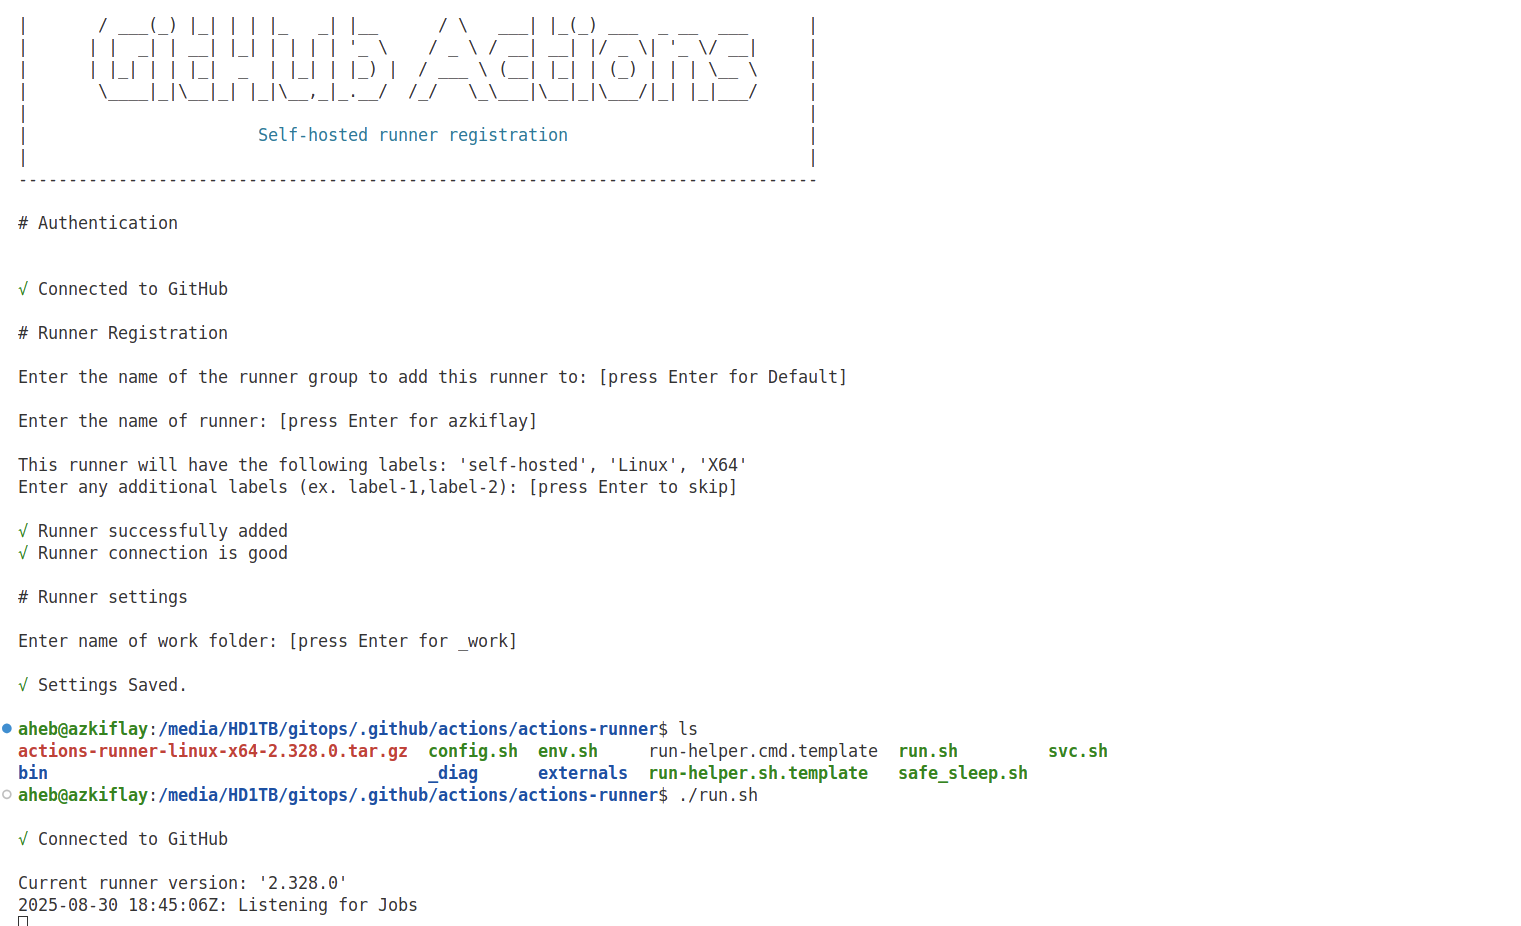 |       / ___(_) |_| | | |_   _| |__      / \   ___| |_(_) ___  _ __  ___      |
|      | |  _| | __| |_| | | | | '_ \    / _ \ / __| __| |/ _ \| '_ \/ __|     |
|      | |_| | | |_|  _  | |_| | |_) |  / ___ \ (__| |_| | (_) | | | \__ \     |
|       \____|_|\__|_| |_|\__,_|_.__/  /_/   \_\___|\__|_|\___/|_| |_|___/     |
|                                                                              |
|                       Self-hosted runner registration                        |
|                                                                              |
--------------------------------------------------------------------------------
# Authentication
√ Connected to GitHub
# Runner Registration
Enter the name of the runner group to add this runner to: [press Enter for Default]
Enter the name of runner: [press Enter for azkiflay]
This runner will have the following labels: 'self-hosted', 'Linux', 'X64'
Enter any additional labels (ex. label-1,label-2): [press Enter to skip]
√ Runner successfully added
√ Runner connection is good
# Runner settings
Enter name of work folder: [press Enter for _work]
√ Settings Saved.
aheb@azkiflay:/media/HD1TB/gitops/.github/actions/actions-runner$ ls
actions-runner-linux-x64-2.328.0.tar.gz  config.sh  env.sh     run-helper.cmd.template  run.sh         svc.sh
bin                                      _diag      externals  run-helper.sh.template   safe_sleep.sh
aheb@azkiflay:/media/HD1TB/gitops/.github/actions/actions-runner$ ./run.sh
√ Connected to GitHub
Current runner version: '2.328.0'
2025-08-30 18:45:06Z: Listening for Jobs